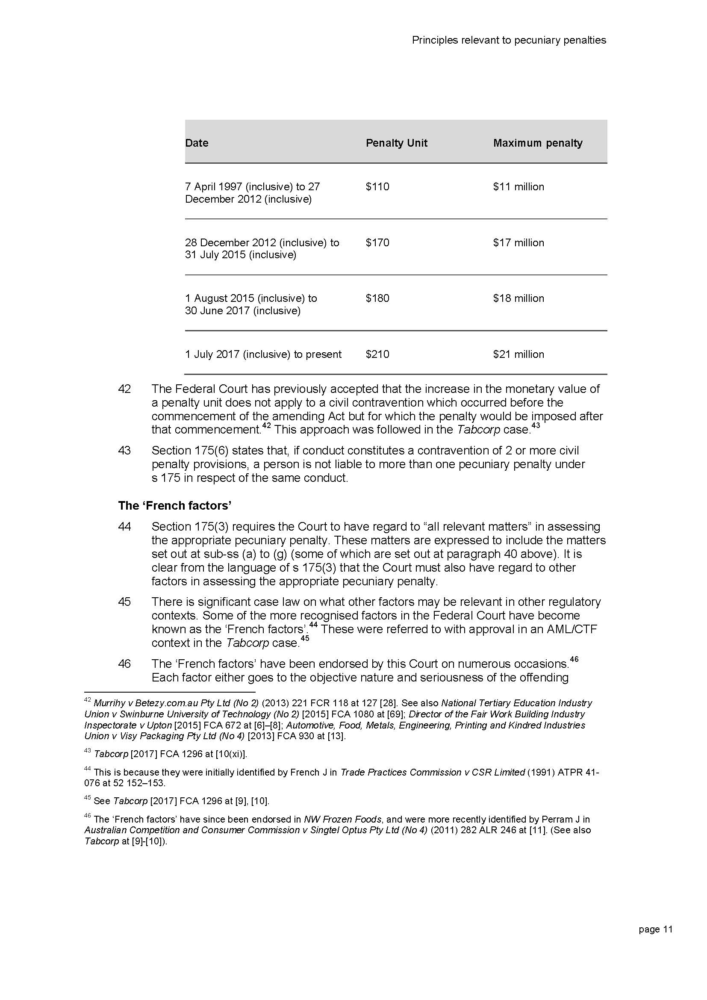 Principles relevant to pecuniary penalties
Date Penalty Unit Maximum penalty
7 April 1997 (inclusive) to 27 $110 $11 million
December 2012 (inclusive)
28 December 2012 (inclusive) to $170 $17 million
31 July 2015 (inclusive)
1 August 2015 (inclusive) to $180 $18 million
30 June 2017 (inclusive)
1 July 2017 (inclusive) to present $210 $21 million
42 The Federal Court has previously accepted that the increase in the monetary value of
a penalty unit does not apply to a civil contravention which occurred before the
commencement of the amending Act but for which the penalty would be imposed after
that commencement.42 This approach was followed in the Tabcorp case.43
43 Section 175(6) states that, if conduct constitutes a contravention of 2 or more civil
penalty provisions, a person is not liable to more than one pecuniary penalty under
s 175 in respect of the same conduct.
The ‘French factors’
44 Section 175(3) requires the Court to have regard to “all relevant matters” in assessing
the appropriate pecuniary penalty. These matters are expressed to include the matters
set out at sub-ss (a) to (g) (some of which are set out at paragraph 40 above). It is
clear from the language of s 175(3) that the Court must also have regard to other
factors in assessing the appropriate pecuniary penalty.
45 There is significant case law on what other factors may be relevant in other regulatory
contexts. Some of the more recognised factors in the Federal Court have become
known as the ‘French factors’.44 These were referred to with approval in an AML/CTF
context in the Tabcorp case.45
46 The ‘French factors’ have been endorsed by this Court on numerous occasions.46
Each factor either goes to the objective nature and seriousness of the offending
42 Murrihy v Betezy.com.au Pty Ltd (No 2) (2013) 221 FCR 118 at 127 [28]. See also National Tertiary Education Industry
Union v Swinburne University of Technology (No 2) [2015] FCA 1080 at [69]; Director of the Fair Work Building Industry
Inspectorate v Upton [2015] FCA 672 at [6]–[8]; Automotive, Food, Metals, Engineering, Printing and Kindred Industries
Union v Visy Packaging Pty Ltd (No 4) [2013] FCA 930 at [13].
43 Tabcorp [2017] FCA 1296 at [10(xi)].
44 This is because they were initially identified by French J in Trade Practices Commission v CSR Limited (1991) ATPR 41-
076 at 52 152–153.
45 See Tabcorp [2017] FCA 1296 at [9], [10].
46 The ‘French factors’ have since been endorsed in NW Frozen Foods, and were more recently identified by Perram J in
Australian Competition and Consumer Commission v Singtel Optus Pty Ltd (No 4) (2011) 282 ALR 246 at [11]. (See also
Tabcorp at [9]-[10]).
page 11